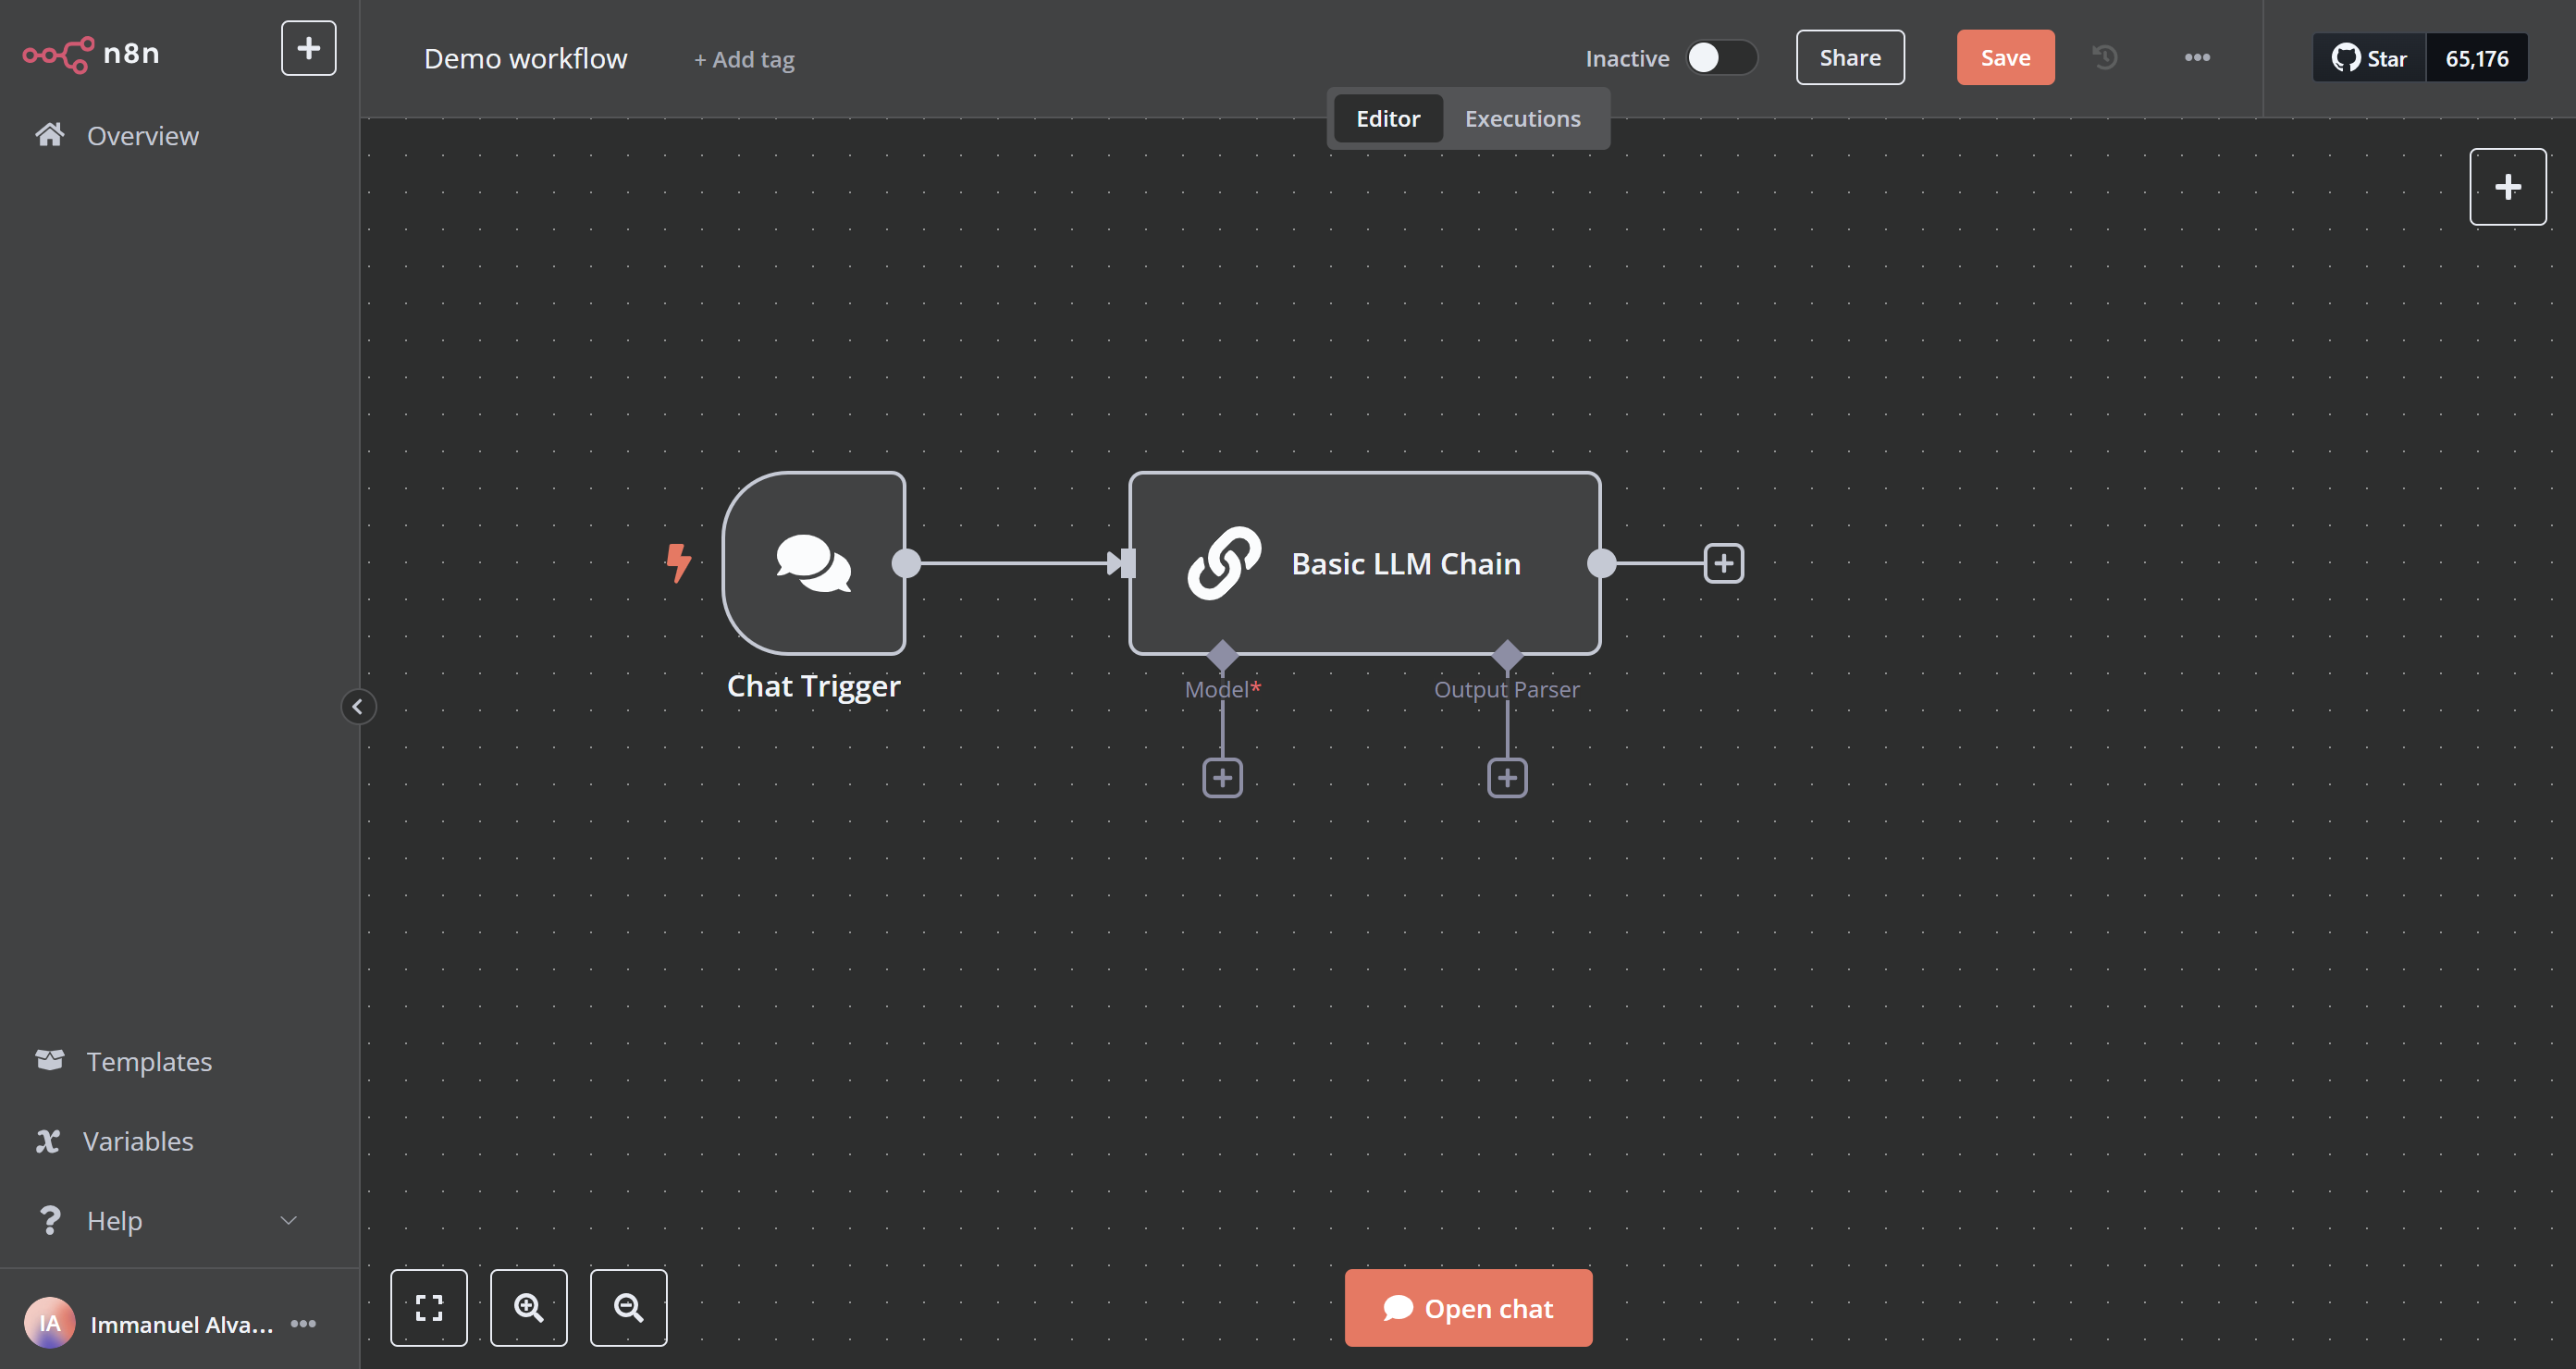 n8n
Demo workflow
+ Add tag
Inactive
Share
Save
Star
65,176
Editor
Executions
Overview
Basic LLM Chain
Chat Trigger
Model*
Output Parser
Templates
Variables
Help
IA
Immanuel Alva...
Open chat